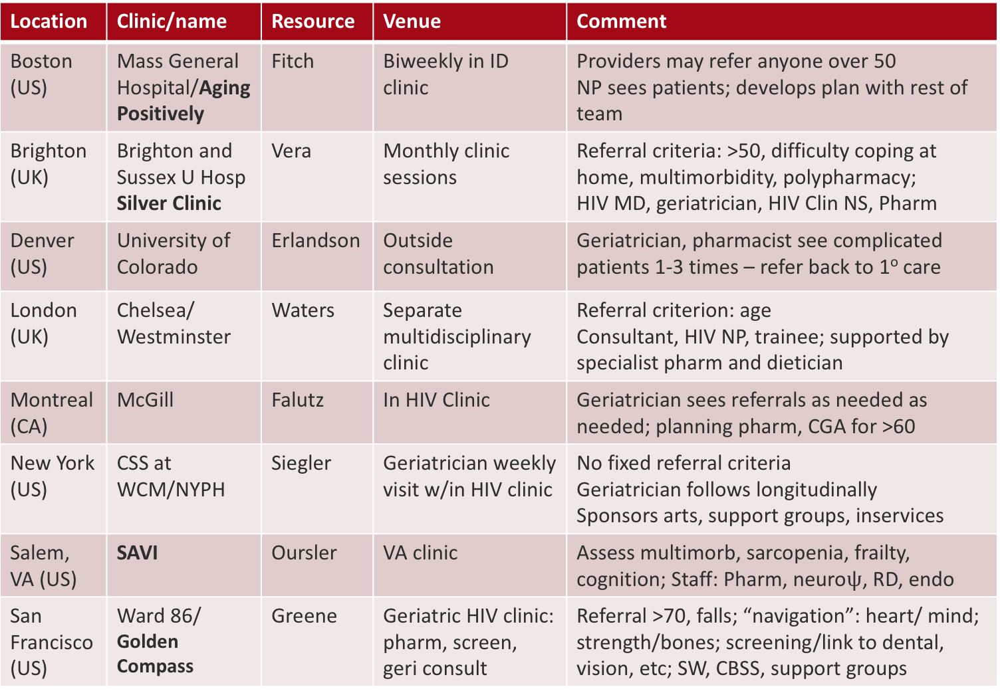 Location Clinic/name Resource Venue Comment
Boston
(US)
Mass General
Hospital/Aging
Positively
Fitch
Biweekly in ID
clinic
Providers may refer anyone over 50
NP sees patients; develops plan with rest of
team
Brighton
(UK)
Brighton and
Sussex U Hosp
Silver Clinic
Vera
Monthly clinic
sessions
Referral criteria: >50, difficulty coping at
home, multimorbidity, polypharmacy;
HIV MD, geriatrician, HIV Clin NS, Pharm
Denver
(US)
University of
Colorado
Erlandson
Outside
consultation
Geriatrician, pharmacist see complicated
patients 1-3 times – refer back to 1º care
London
(UK)
Chelsea/
Westminster
Waters
Separate
multidisciplinary
clinic
Referral criterion: age
Consultant, HIV NP, trainee; supported by
specialist pharm and dietician
Montreal
(CA)
McGill
Falutz
In HIV Clinic
Geriatrician sees referrals as needed as
needed; planning pharm, CGA for >60
New York
(US)
CSS at
WCM/NYPH
Siegler
Geriatrician weekly
visit w/in HIV clinic
No fixed referral criteria
Geriatrician follows longitudinally
Sponsors arts, support groups, inservices
Salem,
VA (US)
SAVI
Oursler
VA clinic
Assess multimorb, sarcopenia, frailty,
cognition; Staff: Pharm, neuroψ, RD, endo
San
Francisco
(US)
Ward 86/
Golden
Compass
Greene
Geriatric HIV clinic:
pharm, screen,
geri consult
Referral >70, falls; “navigation”: heart/ mind;
strength/bones; screening/link to dental,
vision, etc; SW, CBSS, support groups